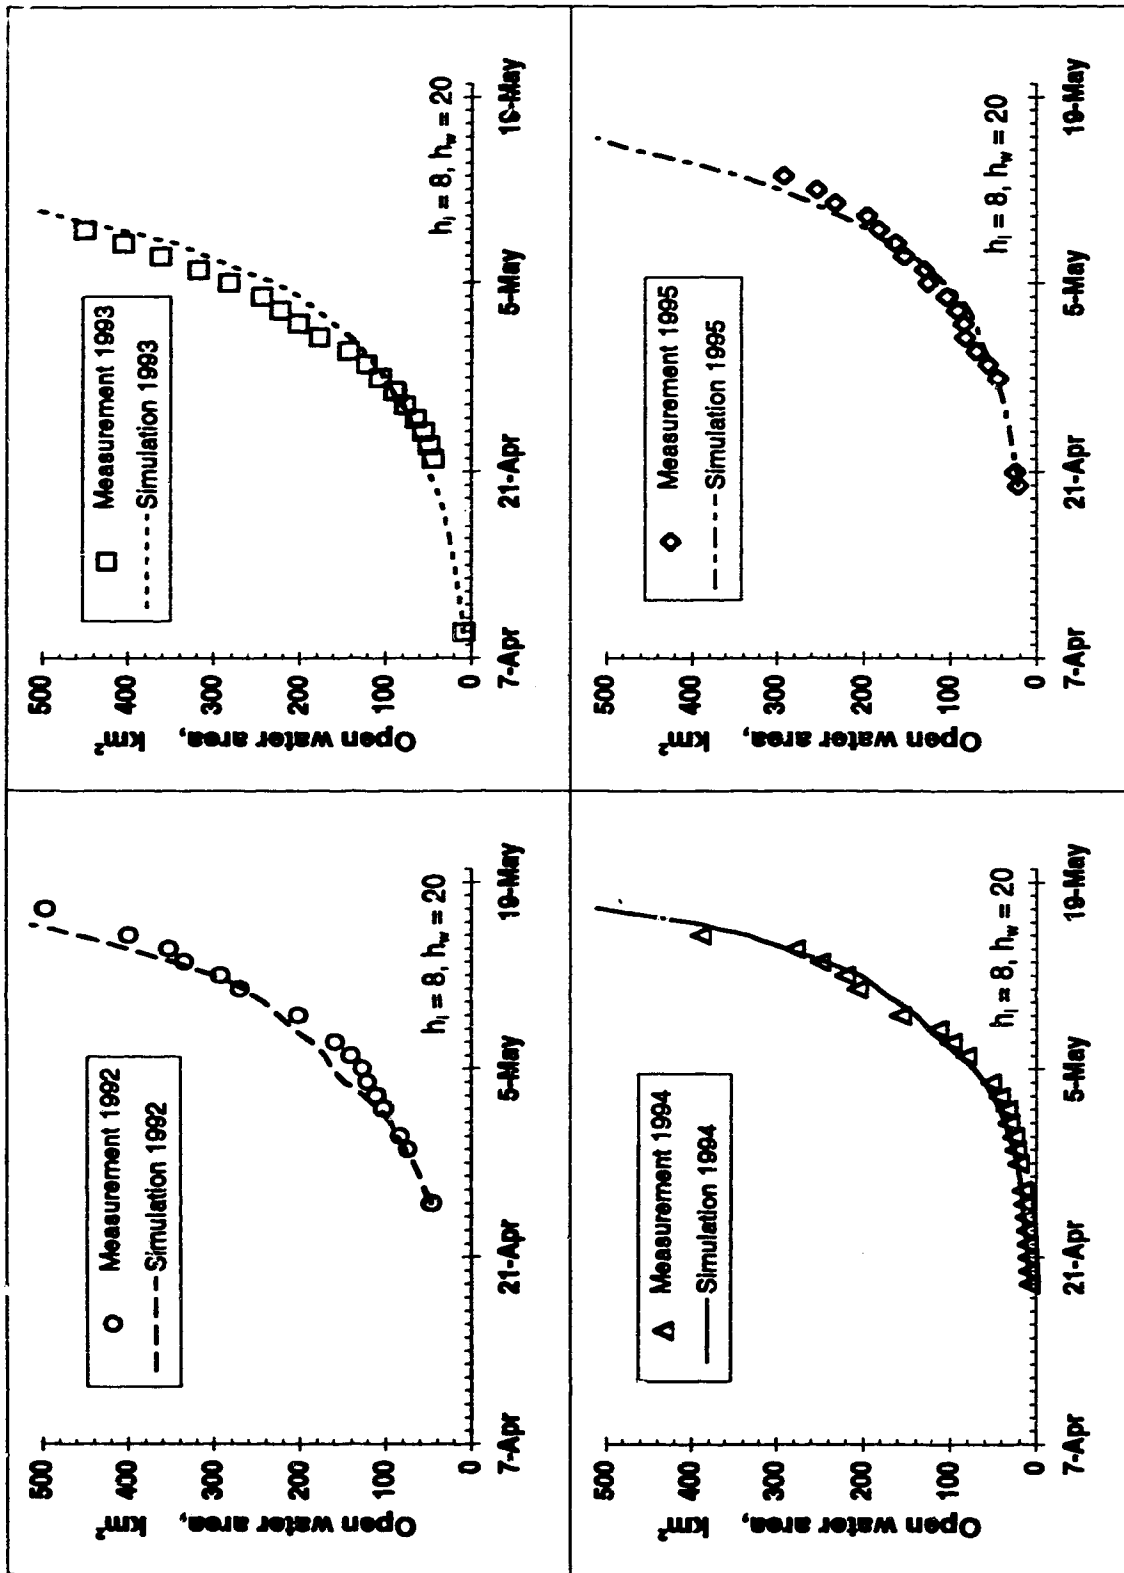 500
400
300
200
100
0
Open water area,
km²
Measurement 1992
Simulation 1992
hᵢ = 8, h_w = 20
7-Apr
21-Apr
5-May
19-May
500
400
300
200
100
0
Open water area,
km²
Measurement 1993
Simulation 1993
hᵢ = 8, h_w = 20
7-Apr
21-Apr
5-May
19-May
500
400
300
200
100
0
Open water area,
km²
Measurement 1994
Simulation 1994
hᵢ = 8, h_w = 20
7-Apr
21-Apr
5-May
19-May
500
400
300
200
100
0
Open water area,
km²
Measurement 1995
Simulation 1995
hᵢ = 8, h_w = 20
7-Apr
21-Apr
5-May
19-May